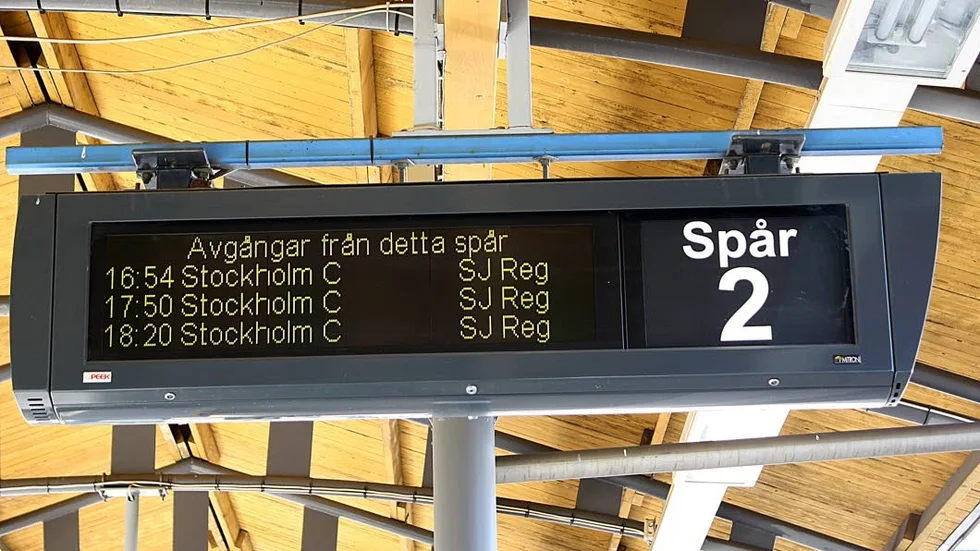 Avgångar från detta spår
16:54 Stockholm C SJ Reg
17:50 Stockholm C SJ Reg
18:20 Stockholm C SJ Reg
Spår
2
PEEK
MITRON